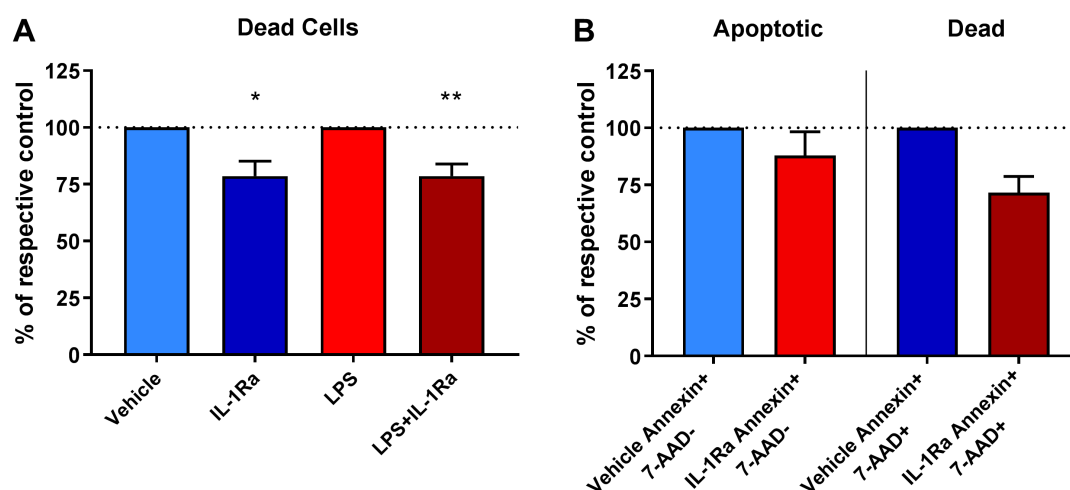 A
Dead Cells
% of respective control
125
100
75
50
25
0
*
**
Vehicle
IL-1Ra
LPS
LPS+IL-1Ra
B
Apoptotic
Dead
% of respective control
125
100
75
50
25
0
Vehicle Annexin+
7-AAD-
IL-1Ra Annexin+
7-AAD-
Vehicle Annexin+
7-AAD+
IL-1Ra Annexin+
7-AAD+